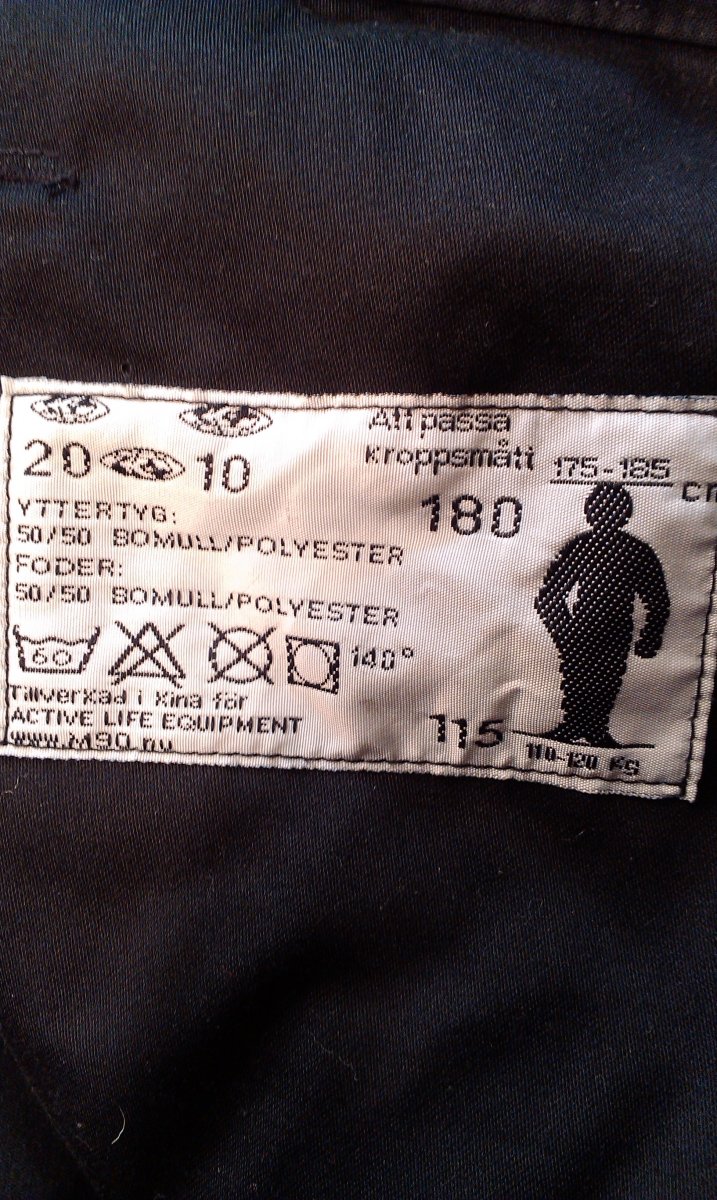 Att passa
kroppsmått 175-185 cm
20 10
180
YTTERTYG:
50/50 BOMULL/POLYESTER
FODER:
50/50 BOMULL/POLYESTER
60 140°
Tillverkad i Kina för
ACTIVE LIFE EQUIPMENT
www.M90.nu
115 110-120 KG